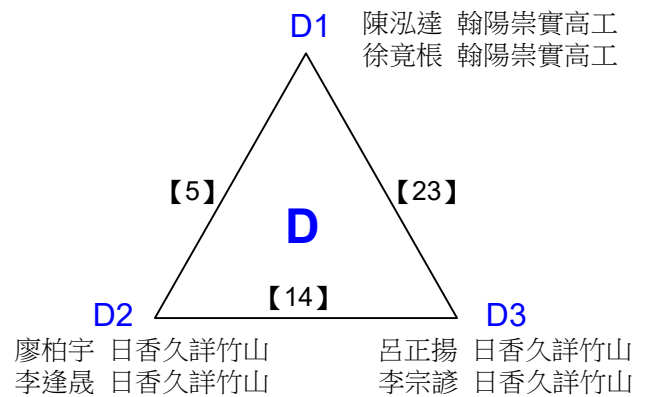 D1
陳泓達 翰陽崇實高工
徐竟棖 翰陽崇實高工
【5】
【23】
D
【14】
D2
D3
廖柏宇 日香久詳竹山
李逢晟 日香久詳竹山
呂正揚 日香久詳竹山
李宗諺 日香久詳竹山